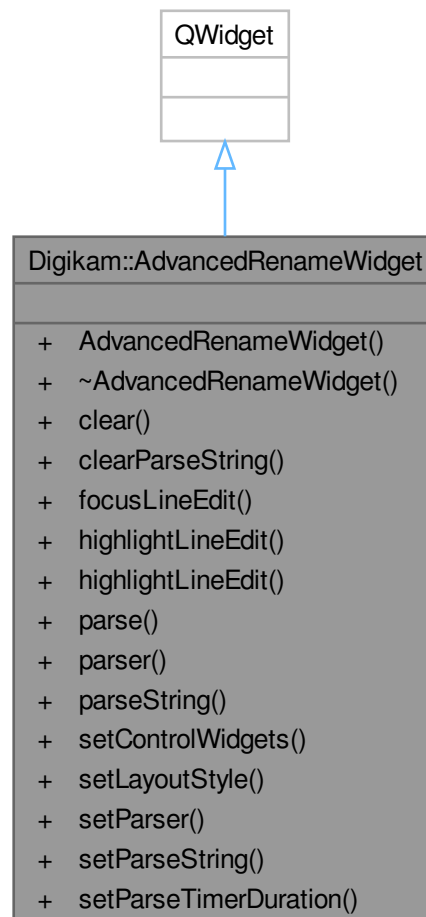 QWidget
Digikam::AdvancedRenameWidget
+ AdvancedRenameWidget()
+ ~AdvancedRenameWidget()
+ clear()
+ clearParseString()
+ focusLineEdit()
+ highlightLineEdit()
+ highlightLineEdit()
+ parse()
+ parser()
+ parseString()
+ setControlWidgets()
+ setLayoutStyle()
+ setParser()
+ setParseString()
+ setParseTimerDuration()